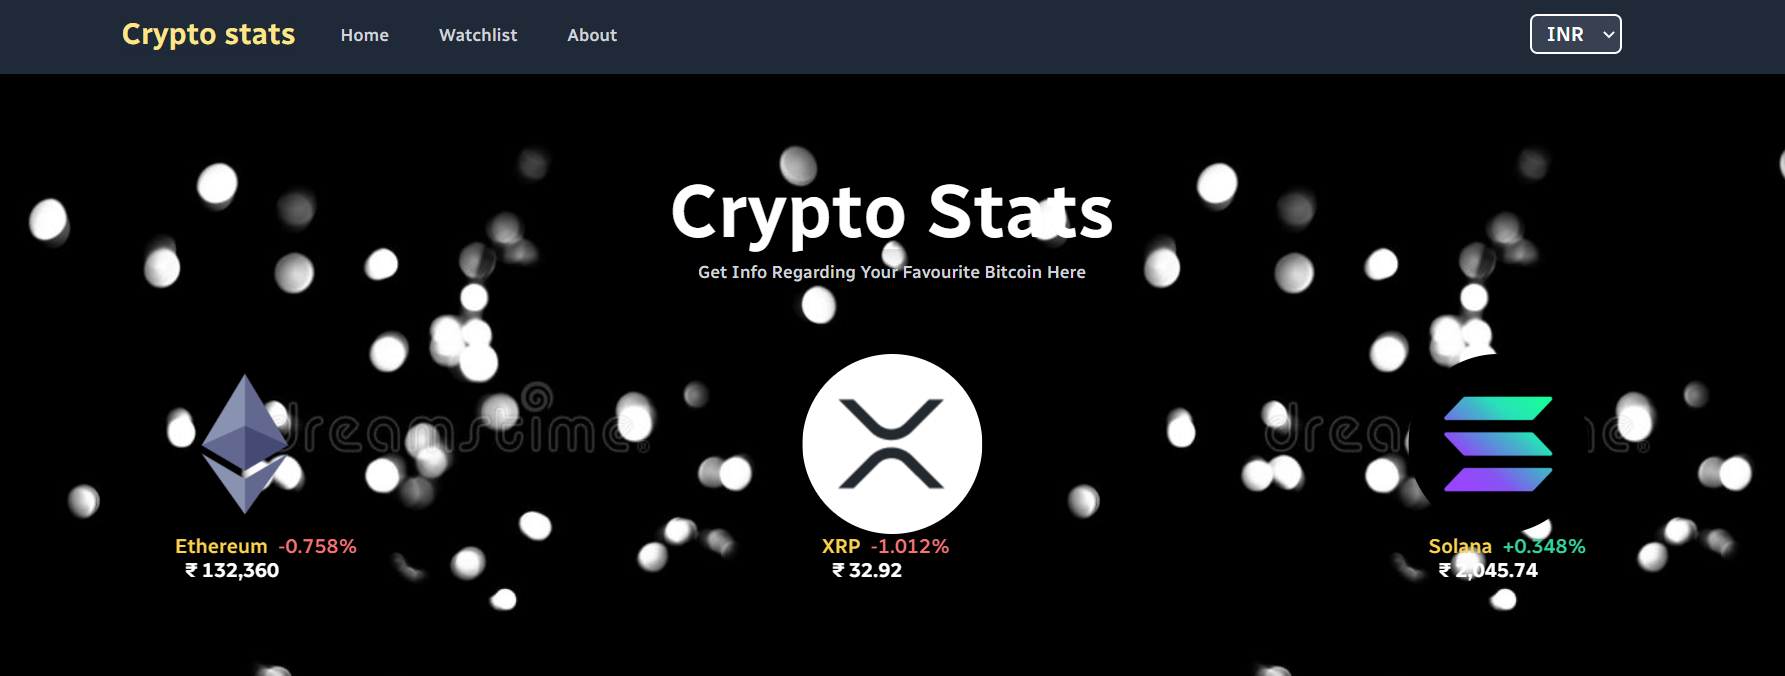 Crypto stats Home Watchlist About INR
Crypto Stats
Get Info Regarding Your Favourite Bitcoin Here
dreamstime®
Ethereum -0.758%
₹ 132,360
XRP -1.012%
₹ 32.92
Solana +0.348%
₹ 2,045.74